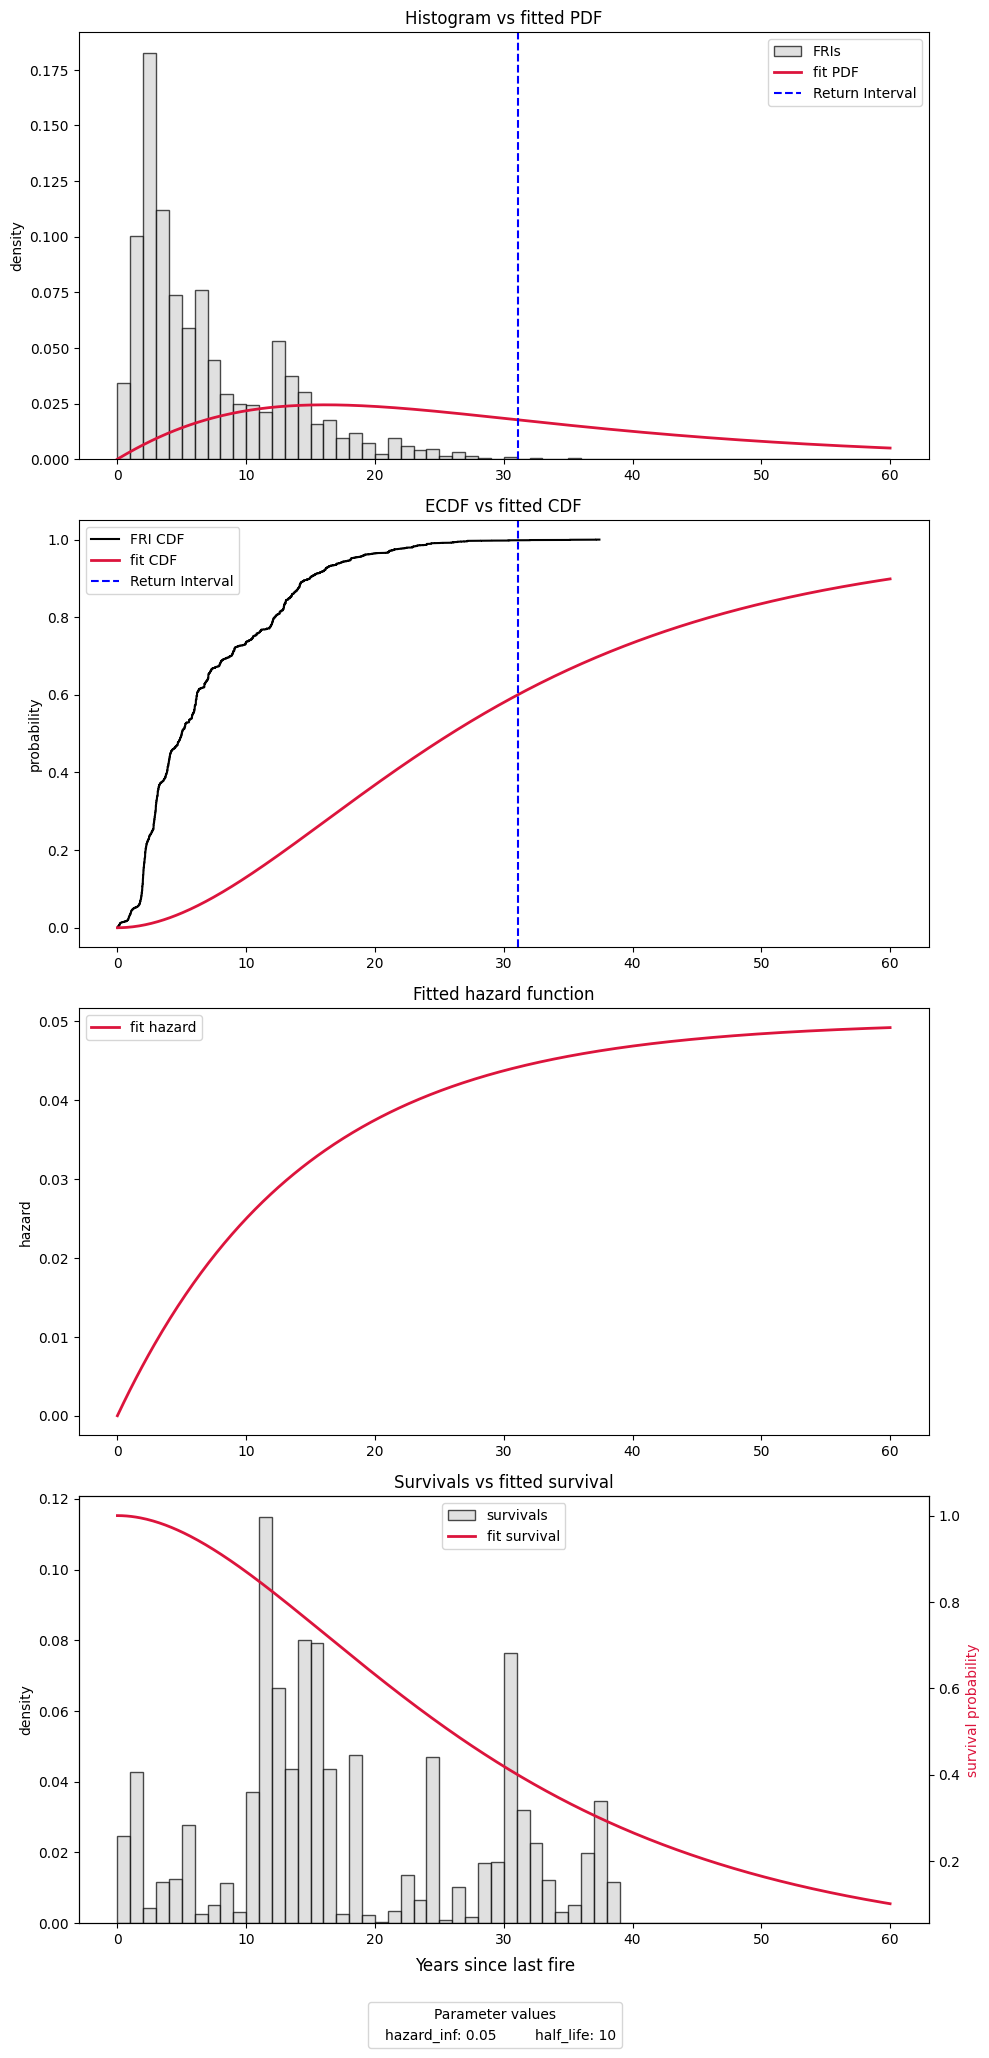 Histogram vs fitted PDF
FRIs
fit PDF
Return Interval
density
0.175
0.150
0.125
0.100
0.075
0.050
0.025
0.000
0 10 20 30 40 50 60
ECDF vs fitted CDF
FRI CDF
fit CDF
Return Interval
probability
1.0
0.8
0.6
0.4
0.2
0.0
0 10 20 30 40 50 60
Fitted hazard function
fit hazard
hazard
0.05
0.04
0.03
0.02
0.01
0.00
0 10 20 30 40 50 60
Survivals vs fitted survival
survivals
fit survival
density
0.12
0.10
0.08
0.06
0.04
0.02
0.00
1.0
0.8
0.6
0.4
0.2
survival probability
0 10 20 30 40 50 60
Years since last fire
Parameter values
hazard_inf: 0.05 half_life: 10